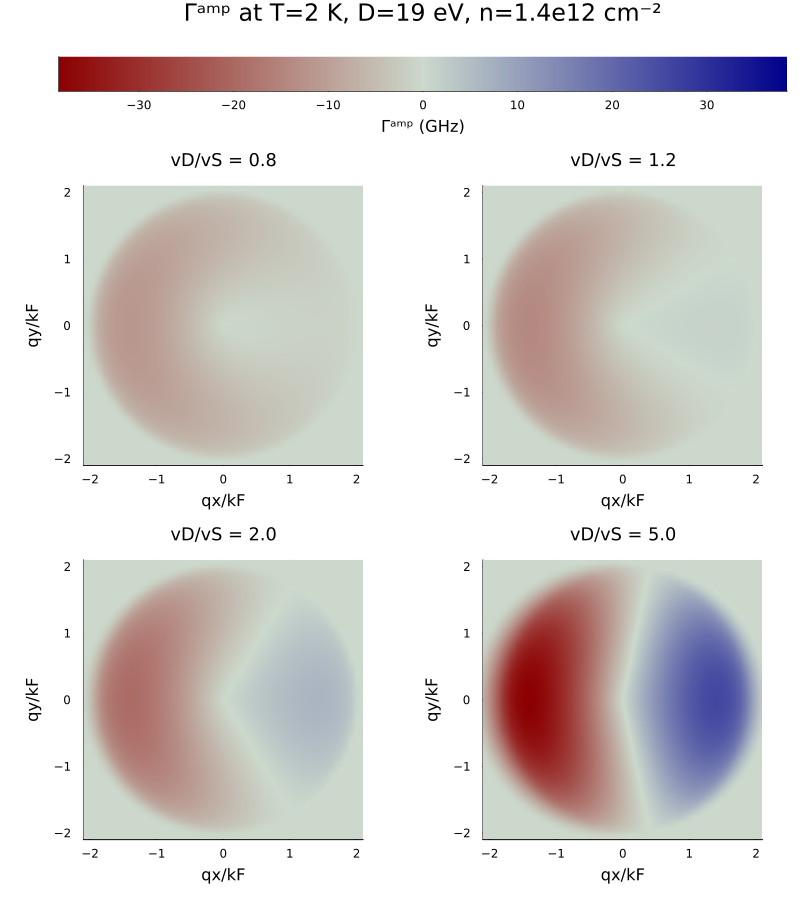 Γᵃᵐᵖ at T=2 K, D=19 eV, n=1.4e12 cm⁻²
−30 −20 −10 0 10 20 30
Γᵃᵐᵖ (GHz)
vD/vS = 0.8
2
1
0
−1
−2
qy/kF
−2 −1 0 1 2
qx/kF
vD/vS = 1.2
2
1
0
−1
−2
qy/kF
−2 −1 0 1 2
qx/kF
vD/vS = 2.0
2
1
0
−1
−2
qy/kF
−2 −1 0 1 2
qx/kF
vD/vS = 5.0
2
1
0
−1
−2
qy/kF
−2 −1 0 1 2
qx/kF